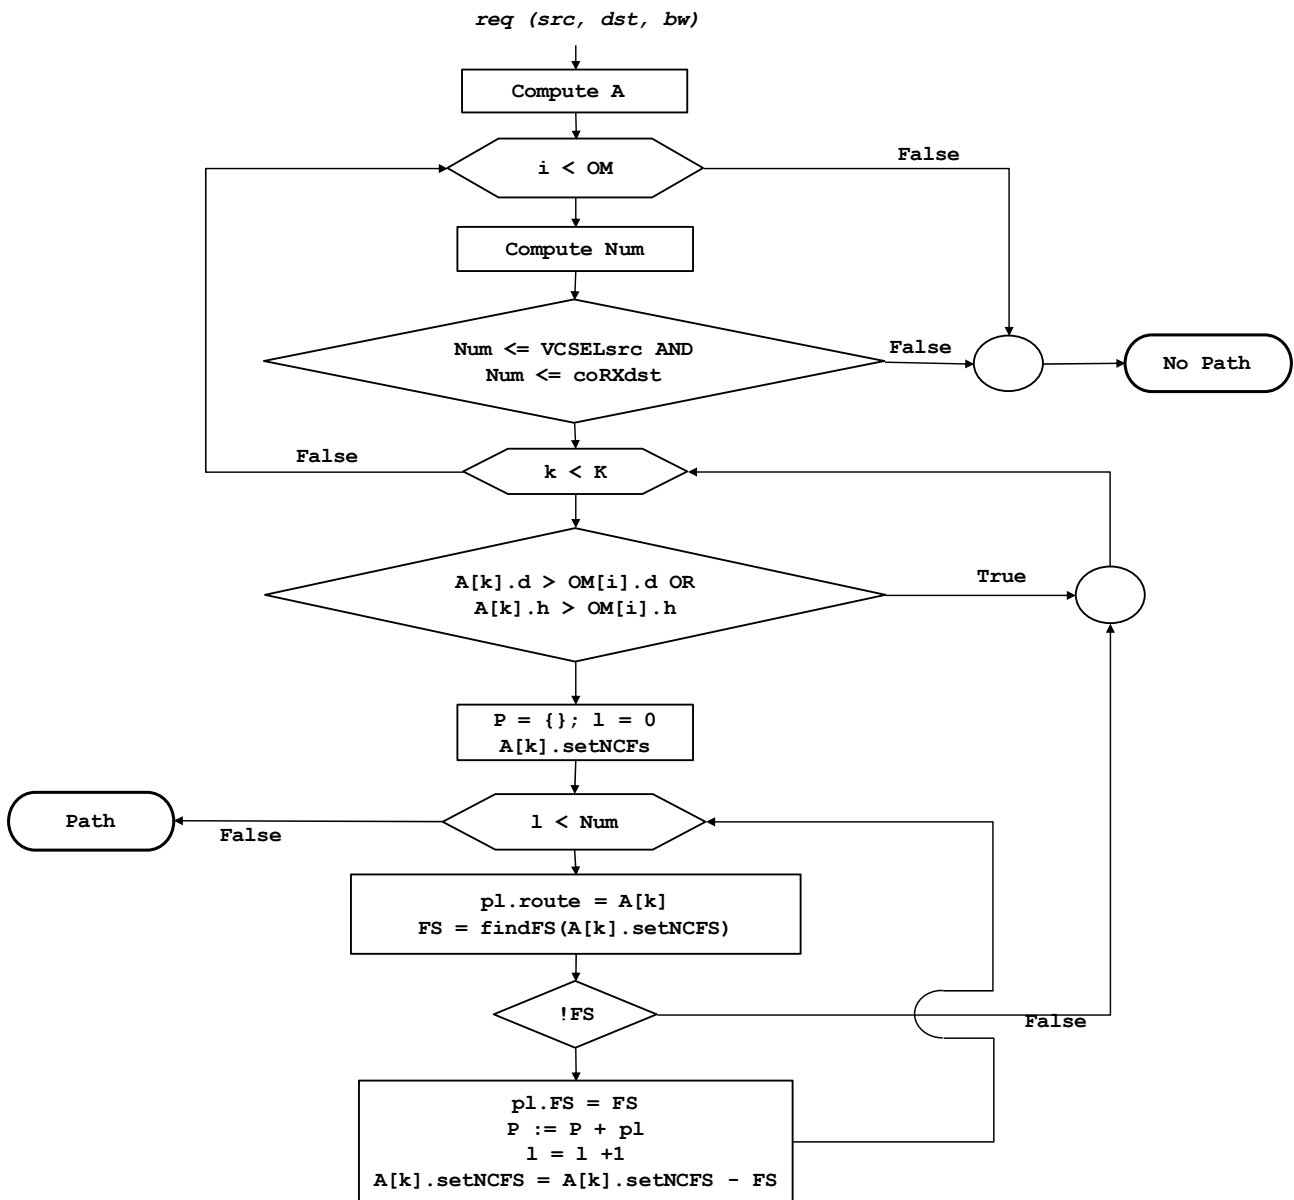 req (src, dst, bw)
Compute A
i < OM
False
Compute Num
Num <= VCSELsrc AND
Num <= coRXdst
False
No Path
False
k < K
A[k].d > OM[i].d OR
A[k].h > OM[i].h
True
P = {}; l = 0
A[k].setNCFs
Path
False
l < Num
pl.route = A[k]
FS = findFS(A[k].setNCFS)
!FS
False
pl.FS = FS
P := P + pl
l = l +1
A[k].setNCFS = A[k].setNCFS - FS